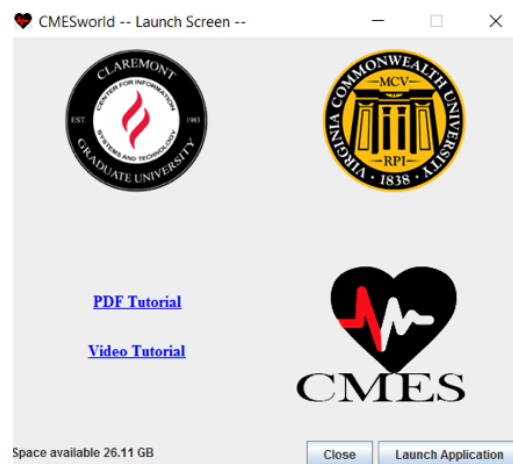 CMESworld -- Launch Screen --
CLAREMONT
CENTER FOR INFORMATION
EST. 1983
SYSTEMS AND TECHNOLOGY
GRADUATE UNIVERSITY
VIRGINIA COMMONWEALTH UNIVERSITY
MCV
RPI
1838
PDF Tutorial
Video Tutorial
CMES
Space available 26.11 GB
Close
Launch Application